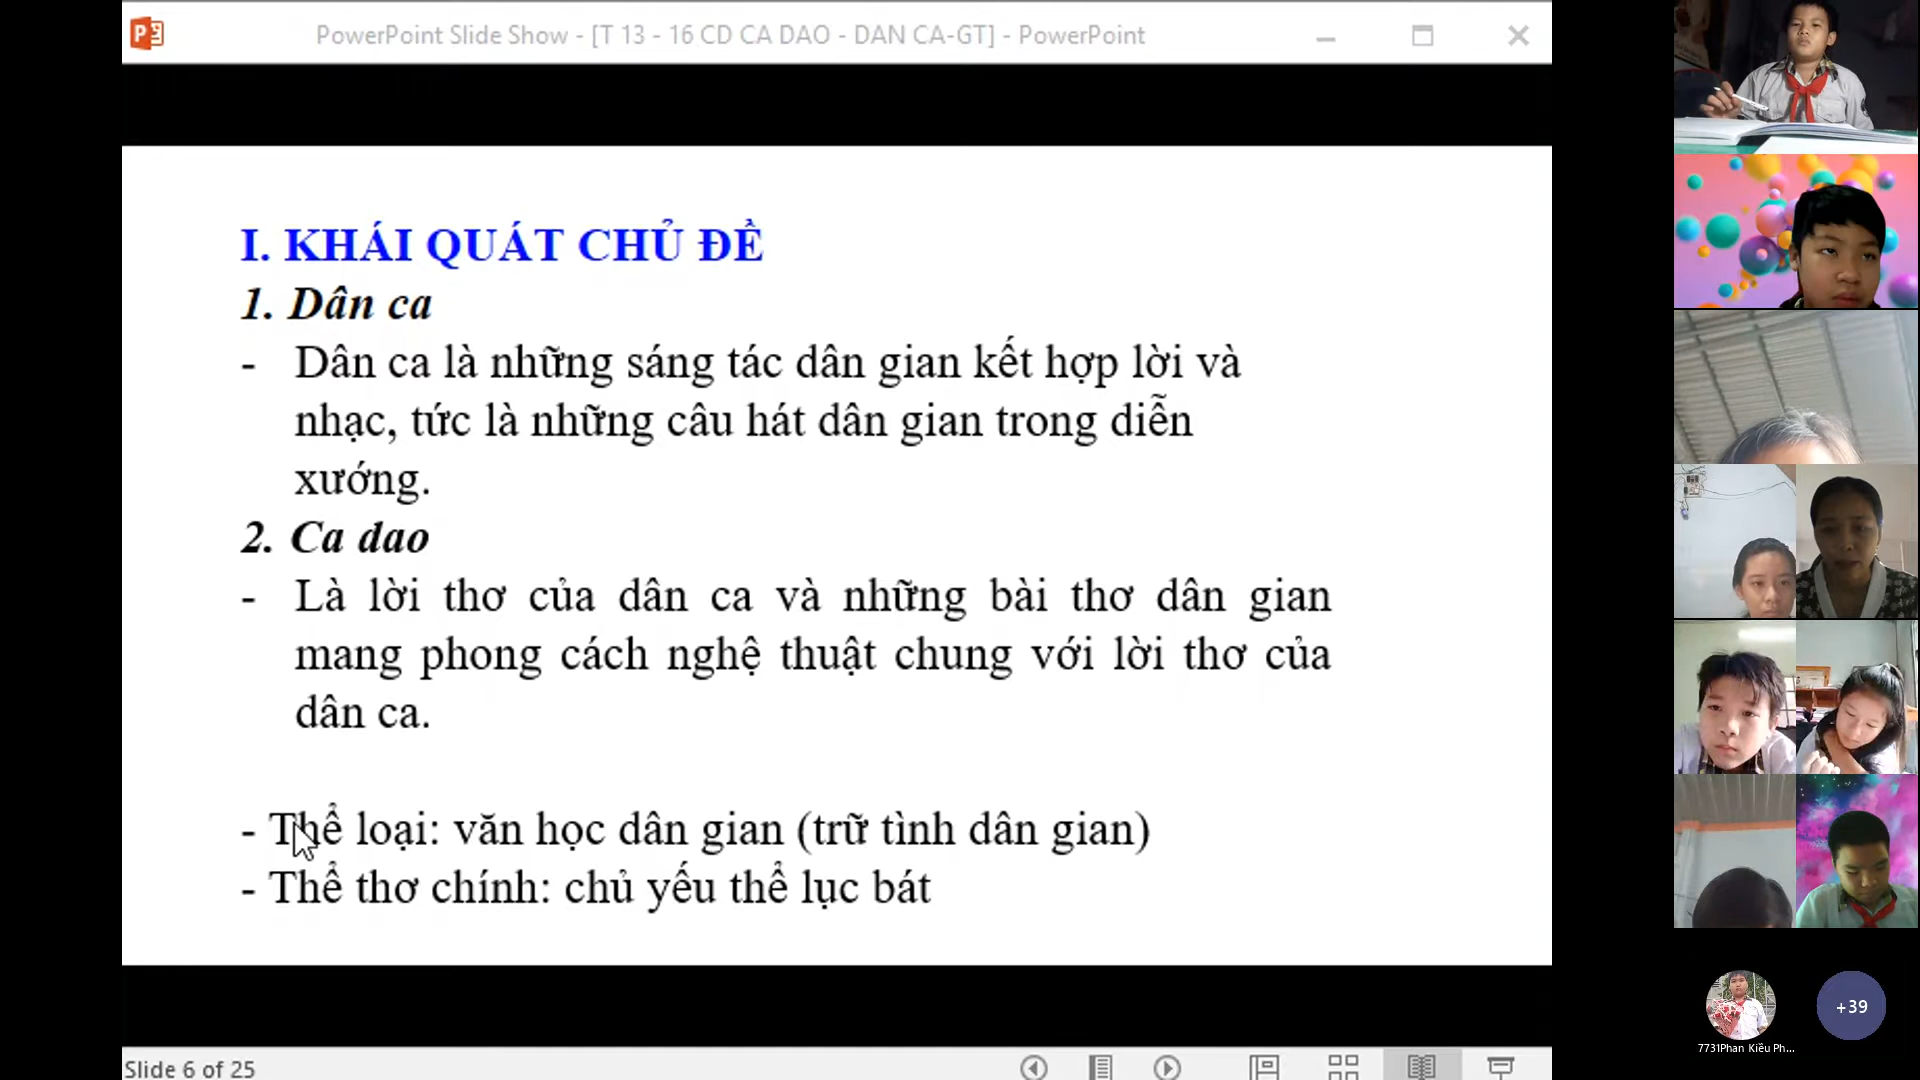 PowerPoint Slide Show - [T 13 - 16 CD CA DAO - DAN CA-GT] - PowerPoint
I. KHÁI QUÁT CHỦ ĐỀ
1. Dân ca
- Dân ca là những sáng tác dân gian kết hợp lời và
nhạc, tức là những câu hát dân gian trong diễn
xướng.
2. Ca dao
- Là lời thơ của dân ca và những bài thơ dân gian
mang phong cách nghệ thuật chung với lời thơ của
dân ca.
- Thể loại: văn học dân gian (trữ tình dân gian)
- Thể thơ chính: chủ yếu thể lục bát
+39
7731Phan Kiều Ph...
Slide 6 of 25